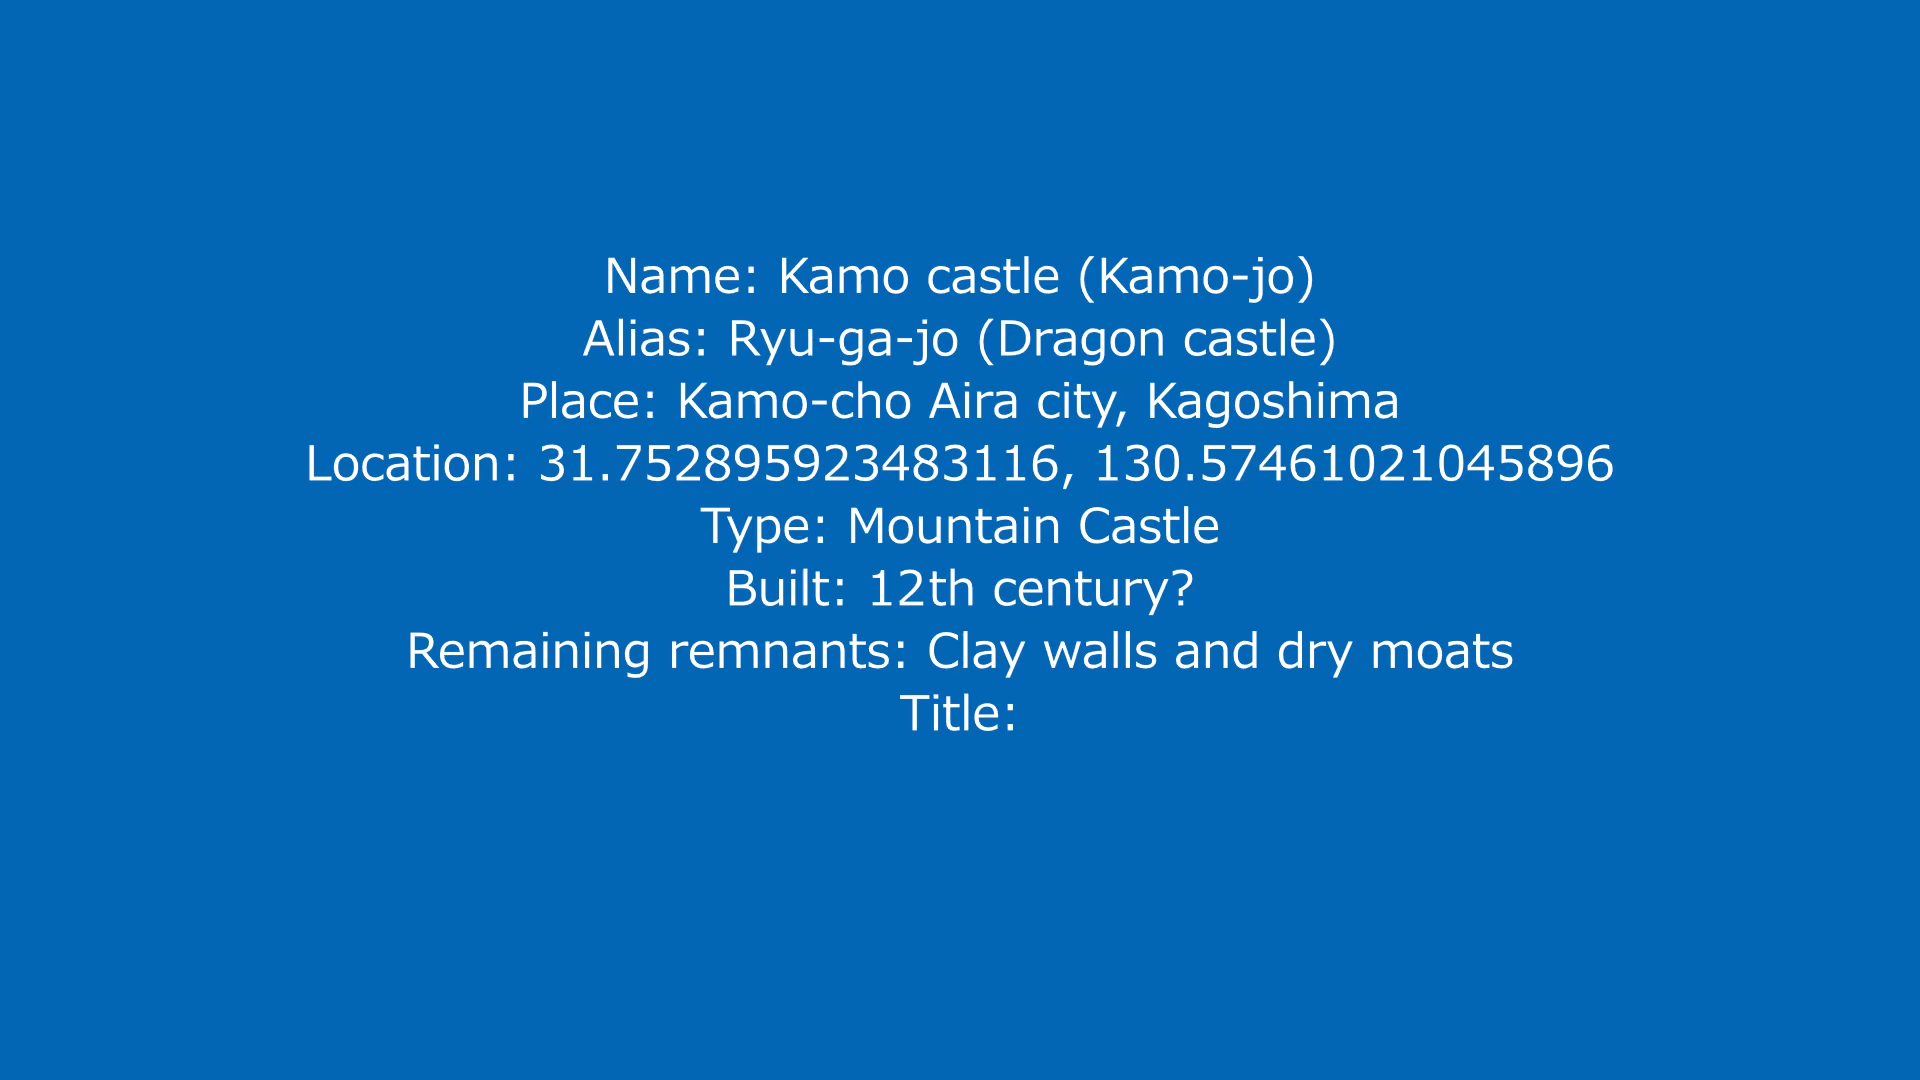 Name: Kamo castle (Kamo-jo)
Alias: Ryu-ga-jo (Dragon castle)
Place: Kamo-cho Aira city, Kagoshima
Location: 31.752895923483116, 130.57461021045896
Type: Mountain Castle
Built: 12th century?
Remaining remnants: Clay walls and dry moats
Title: